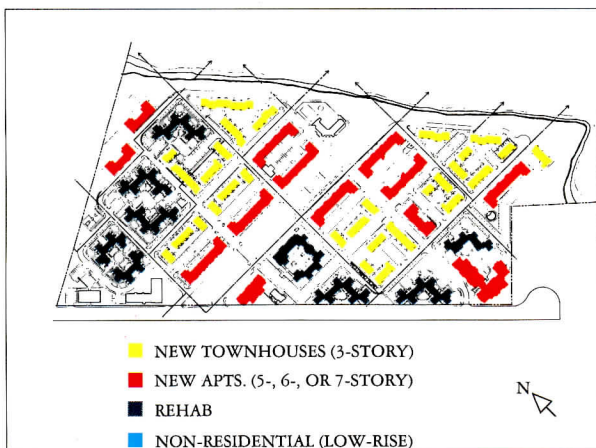 NEW TOWNHOUSES (3-STORY)
NEW APTS. (5-, 6-, OR 7-STORY)
REHAB
NON-RESIDENTIAL (LOW-RISE)
N